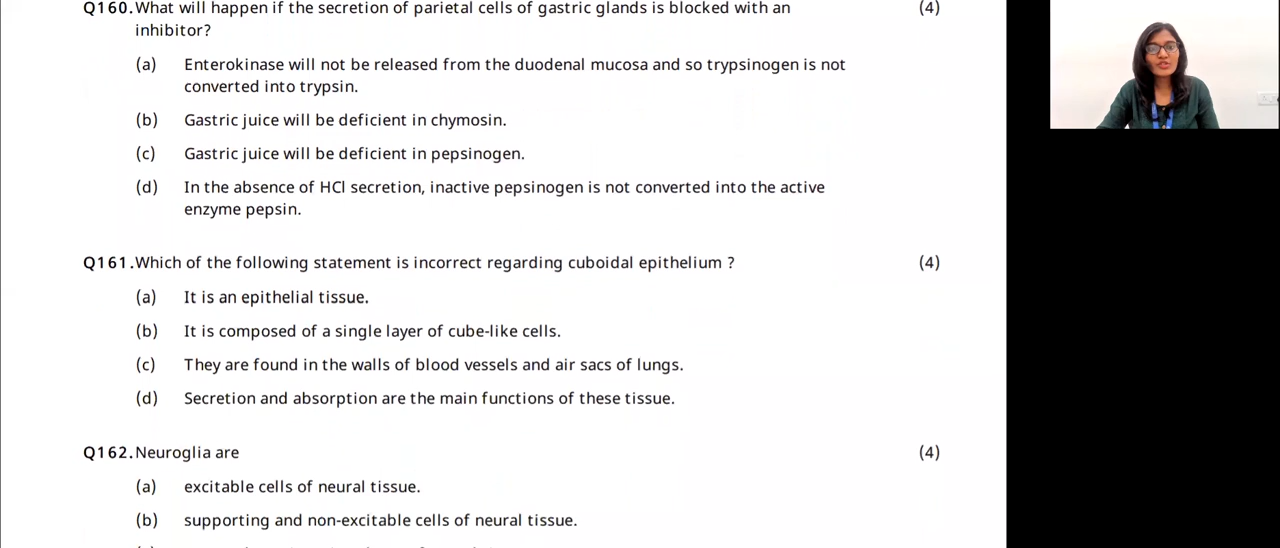 Q160. What will happen if the secretion of parietal cells of gastric glands is blocked with an (4)
inhibitor?
(a) Enterokinase will not be released from the duodenal mucosa and so trypsinogen is not
converted into trypsin.
(b) Gastric juice will be deficient in chymosin.
(c) Gastric juice will be deficient in pepsinogen.
(d) In the absence of HCl secretion, inactive pepsinogen is not converted into the active
enzyme pepsin.
Q161. Which of the following statement is incorrect regarding cuboidal epithelium ? (4)
(a) It is an epithelial tissue.
(b) It is composed of a single layer of cube-like cells.
(c) They are found in the walls of blood vessels and air sacs of lungs.
(d) Secretion and absorption are the main functions of these tissue.
Q162. Neuroglia are (4)
(a) excitable cells of neural tissue.
(b) supporting and non-excitable cells of neural tissue.